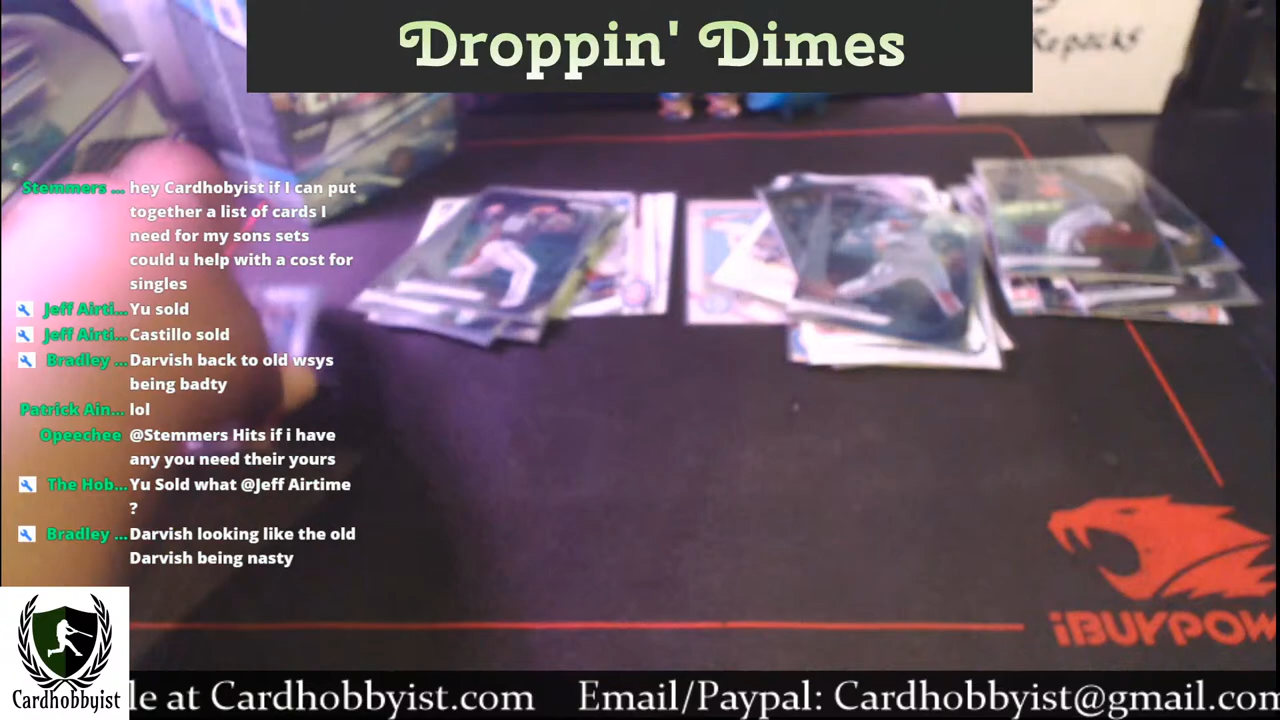 Droppin' Dimes
Repacks
Stemmers ... hey Cardhobyist if I can put
together a list of cards I
need for my sons sets
could u help with a cost for
singles
Jeff Airti... Yu sold
Jeff Airti... Castillo sold
Bradley ... Darvish back to old wsys
being badty
Patrick Ain... lol
Opeechee @Stemmers Hits if i have
any you need their yours
The Hob... Yu Sold what @Jeff Airtime
?
Bradley ... Darvish looking like the old
Darvish being nasty
iBUYPOW
Cardhobbyist
le at Cardhobbyist.com Email/Paypal: Cardhobbyist@gmail.com